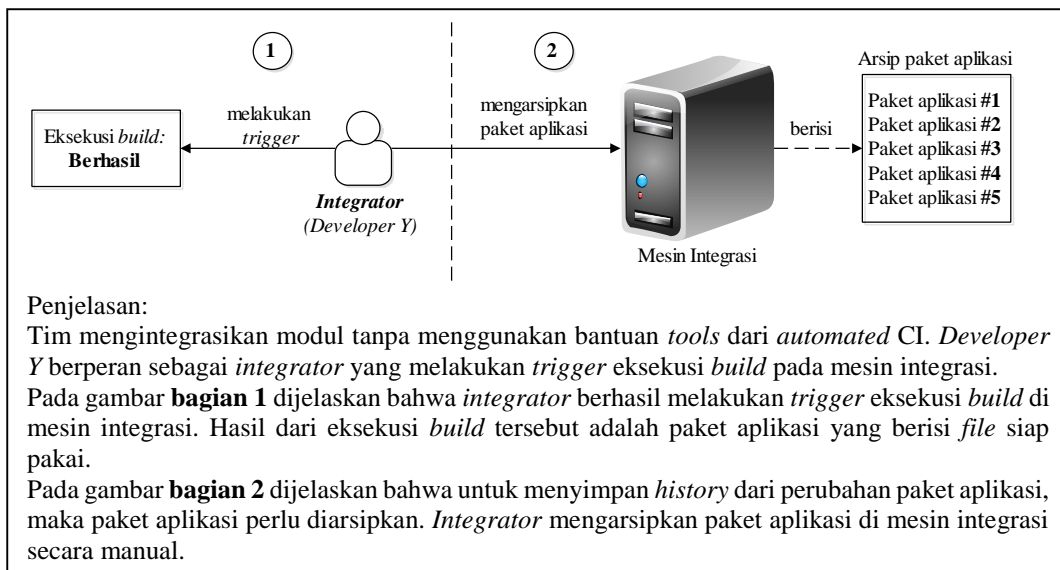 1
2
Arsip paket aplikasi
Eksekusi build:
Berhasil
melakukan
trigger
mengarsipkan
paket aplikasi
berisi
Paket aplikasi #1
Paket aplikasi #2
Paket aplikasi #3
Paket aplikasi #4
Paket aplikasi #5
Integrator
(Developer Y)
Mesin Integrasi
Penjelasan:
Tim mengintegrasikan modul tanpa menggunakan bantuan tools dari automated CI. Developer
Y berperan sebagai integrator yang melakukan trigger eksekusi build pada mesin integrasi.
Pada gambar bagian 1 dijelaskan bahwa integrator berhasil melakukan trigger eksekusi build di
mesin integrasi. Hasil dari eksekusi build tersebut adalah paket aplikasi yang berisi file siap
pakai.
Pada gambar bagian 2 dijelaskan bahwa untuk menyimpan history dari perubahan paket aplikasi,
maka paket aplikasi perlu diarsipkan. Integrator mengarsipkan paket aplikasi di mesin integrasi
secara manual.